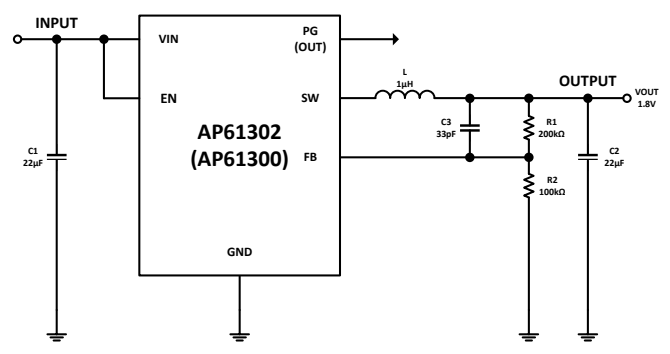 INPUT
VIN
PG
(OUT)
L
1µH
OUTPUT
EN
SW
VOUT
1.8V
AP61302
(AP61300)
C3
33pF
R1
200kΩ
C1
22µF
FB
C2
22µF
R2
100kΩ
GND